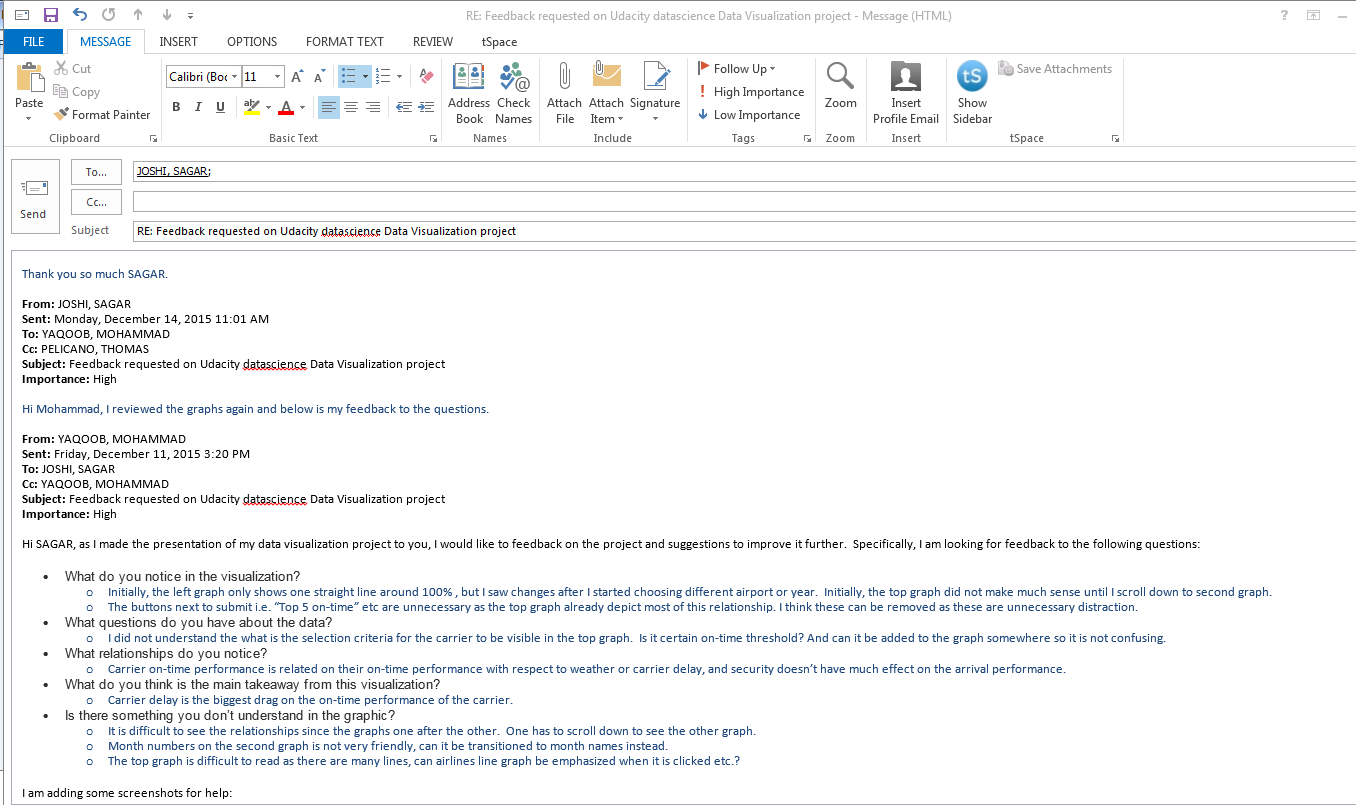 RE: Feedback requested on Udacity datascience Data Visualization project - Message (HTML)
FILE MESSAGE INSERT OPTIONS FORMAT TEXT REVIEW tSpace
Paste
Cut
Copy
Format Painter
Clipboard
Calibri (Boc 11
B I U
Basic Text
Address Book
Check Names
Names
Attach File
Attach Item
Signature
Include
Follow Up
High Importance
Low Importance
Tags
Zoom
Zoom
Insert Profile Email
Insert
tS
Show Sidebar
Save Attachments
tSpace
Send
To...
JOSHI, SAGAR;
Cc...
Subject
RE: Feedback requested on Udacity datascience Data Visualization project
Thank you so much SAGAR.
From: JOSHI, SAGAR
Sent: Monday, December 14, 2015 11:01 AM
To: YAQOOB, MOHAMMAD
Cc: PELICANO, THOMAS
Subject: Feedback requested on Udacity datascience Data Visualization project
Importance: High
Hi Mohammad, I reviewed the graphs again and below is my feedback to the questions.
From: YAQOOB, MOHAMMAD
Sent: Friday, December 11, 2015 3:20 PM
To: JOSHI, SAGAR
Cc: YAQOOB, MOHAMMAD
Subject: Feedback requested on Udacity datascience Data Visualization project
Importance: High
Hi SAGAR, as I made the presentation of my data visualization project to you, I would like to feedback on the project and suggestions to improve it further. Specifically, I am looking for feedback to the following questions:
• What do you notice in the visualization?
o Initially, the left graph only shows one straight line around 100% , but I saw changes after I started choosing different airport or year. Initially, the top graph did not make much sense until I scroll down to second graph.
o The buttons next to submit i.e. “Top 5 on-time” etc are unnecessary as the top graph already depict most of this relationship. I think these can be removed as these are unnecessary distraction.
• What questions do you have about the data?
o I did not understand the what is the selection criteria for the carrier to be visible in the top graph. Is it certain on-time threshold? And can it be added to the graph somewhere so it is not confusing.
• What relationships do you notice?
o Carrier on-time performance is related on their on-time performance with respect to weather or carrier delay, and security doesn’t have much effect on the arrival performance.
• What do you think is the main takeaway from this visualization?
o Carrier delay is the biggest drag on the on-time performance of the carrier.
• Is there something you don’t understand in the graphic?
o It is difficult to see the relationships since the graphs one after the other. One has to scroll down to see the other graph.
o Month numbers on the second graph is not very friendly, can it be transitioned to month names instead.
o The top graph is difficult to read as there are many lines, can airlines line graph be emphasized when it is clicked etc.?
I am adding some screenshots for help: